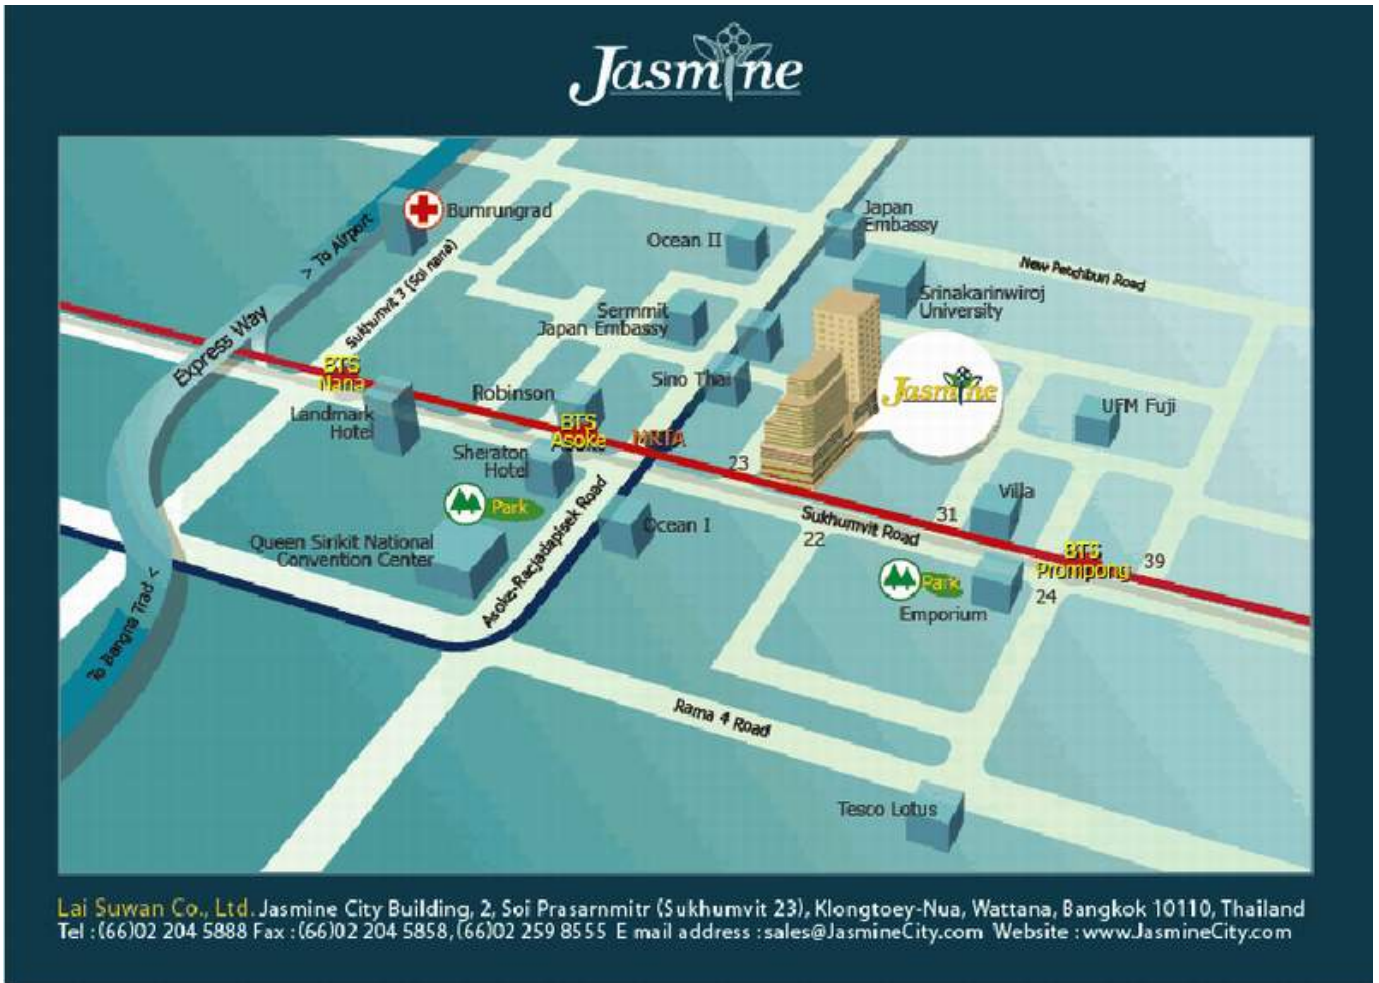 Jasmine
Bumrungrad
> To Airport
Sukhumvit 3 (Soi nana)
Express Way
Ocean II
Japan
Embassy
New Petchburi Road
Srinakarinwiroj
University
Sermmit
Japan Embassy
Sino Thai
Jasmine
UFM Fuji
BTS
Nana
Landmark
Hotel
Robinson
BTS
Asoke
Asoke
MRTA
23
Sheraton
Hotel
Park
Queen Sirikit National
Convention Center
Asoke-Racjadapisek Road
Ocean I
Sukhumvit Road
22
31
Villa
BTS
Prompong
39
24
Park
Emporium
To Bangna Trad <
Rama 4 Road
Tesco Lotus
Lai Suwan Co., Ltd. Jasmine City Building, 2, Soi Prasarnmitr (Sukhumvit 23), Klongtoey-Nua, Wattana, Bangkok 10110, Thailand
Tel : (66)02 204 5888 Fax : (66)02 204 5858, (66)02 259 8555 E mail address : sales@JasmineCity.com Website : www.JasmineCity.com